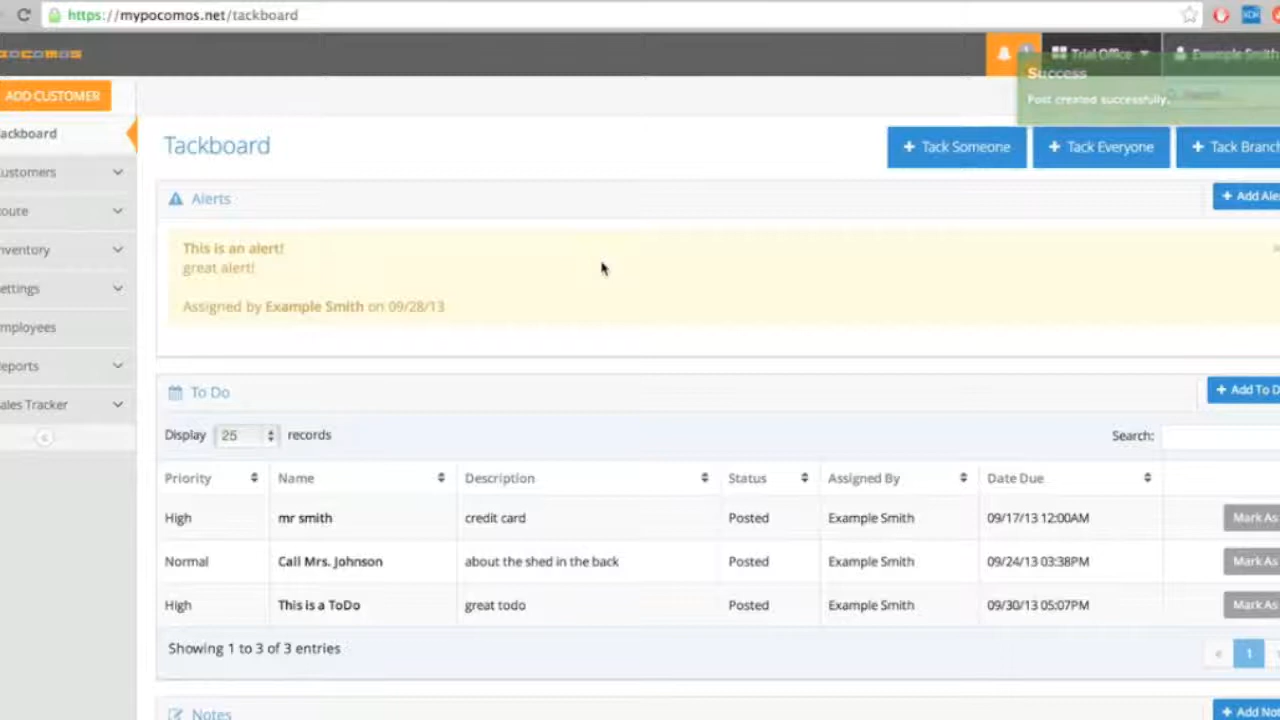 https://mypocomos.net/tackboard
1
Trial Office
Example Smith
Success
Post created successfully.
ADD CUSTOMER
ackboard
ustomers
oute
nventory
ettings
mployees
eports
ales Tracker
Tackboard
+ Tack Someone
+ Tack Everyone
+ Tack Branch
Alerts
+ Add Ale
This is an alert!
great alert!
Assigned by Example Smith on 09/28/13
To Do
+ Add To D
Display 25 records
Search:
Priority Name Description Status Assigned By Date Due
High mr smith credit card Posted Example Smith 09/17/13 12:00AM Mark As
Normal Call Mrs. Johnson about the shed in the back Posted Example Smith 09/24/13 03:38PM Mark As
High This is a ToDo great todo Posted Example Smith 09/30/13 05:07PM Mark As
Showing 1 to 3 of 3 entries
« 1
Notes
+ Add Not